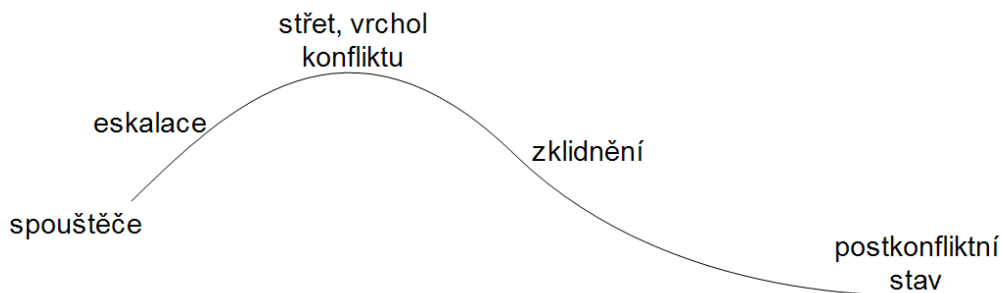 střet, vrchol
konfliktu
eskalace
zklidnění
spouštěče
postkonfliktní
stav